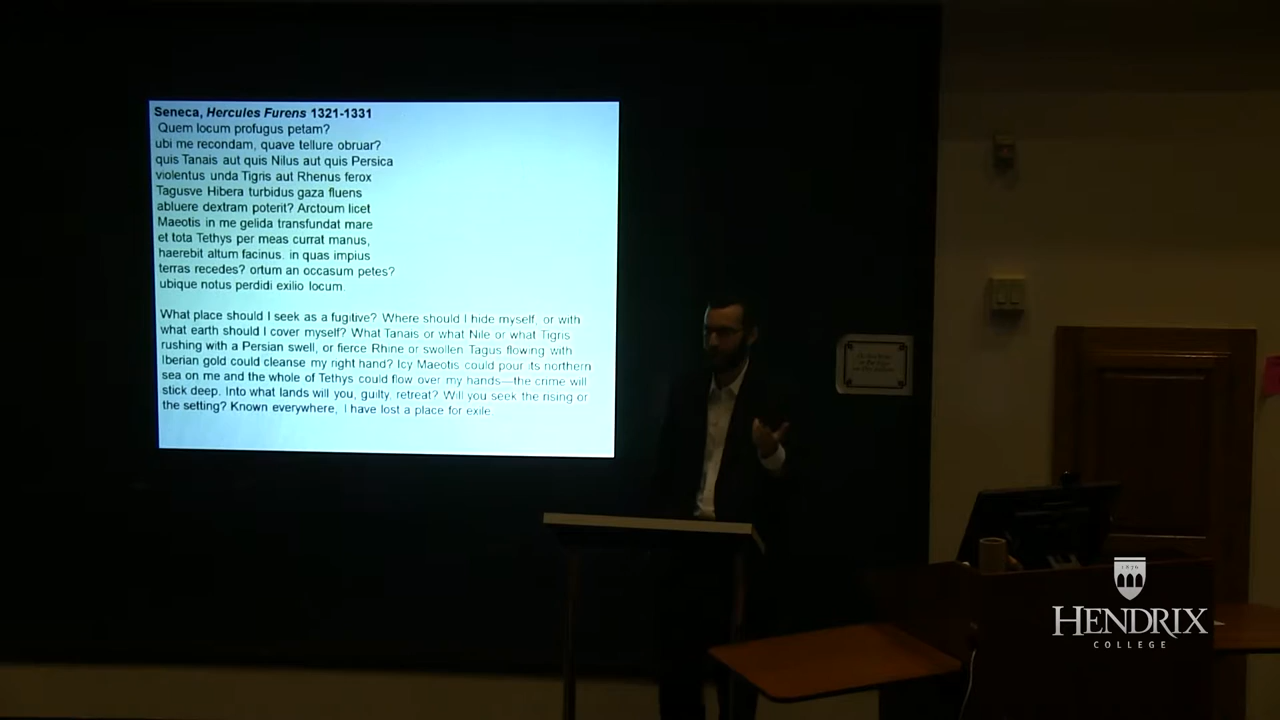 Seneca, Hercules Furens 1321-1331
Quem locum profugus petam?
ubi me recondam, quave tellure obruar?
quis Tanais aut quis Nilus aut quis Persica
violentus unda Tigris aut Rhenus ferox
Tagusve Hibera turbidus gaza fluens
abluere dextram poterit? Arctoum licet
Maeotis in me gelida transfundat mare
et tota Tethys per meas currat manus,
haerebit altum facinus. in quas impius
terras recedes? ortum an occasum petes?
ubique notus perdidi exilio locum.
What place should I seek as a fugitive? Where should I hide myself, or with
what earth should I cover myself? What Tanais or what Nile or what Tigris
rushing with a Persian swell, or fierce Rhine or swollen Tagus flowing with
Iberian gold could cleanse my right hand? Icy Maeotis could pour its northern
sea on me and the whole of Tethys could flow over my hands—the crime will
stick deep. Into what lands will you, guilty, retreat? Will you seek the rising or
the setting? Known everywhere, I have lost a place for exile.
1876
HENDRIX
COLLEGE